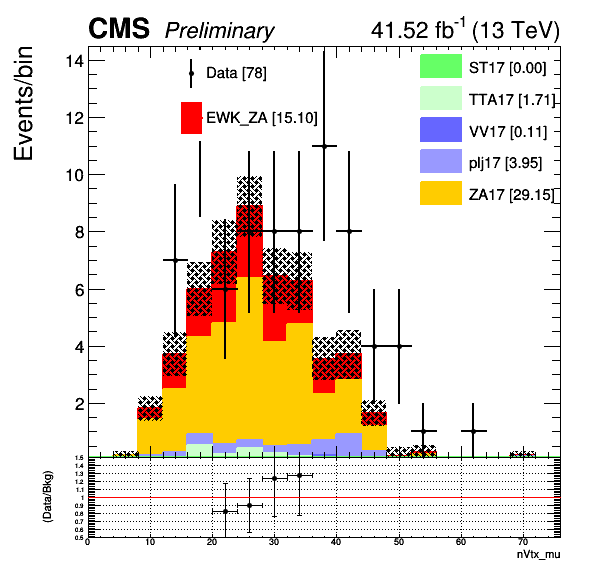 CMS Preliminary 41.52 fb⁻¹ (13 TeV)
Events/bin
14
12
10
8
6
4
2
Data [78]
EWK_ZA [15.10]
ST17 [0.00]
TTA17 [1.71]
VV17 [0.11]
plj17 [3.95]
ZA17 [29.15]
(Data/Bkg)
1.5
1.4
1.3
1.2
1.1
1
0.9
0.8
0.7
0.6
0.5
0 10 20 30 40 50 60 70
nVtx_mu